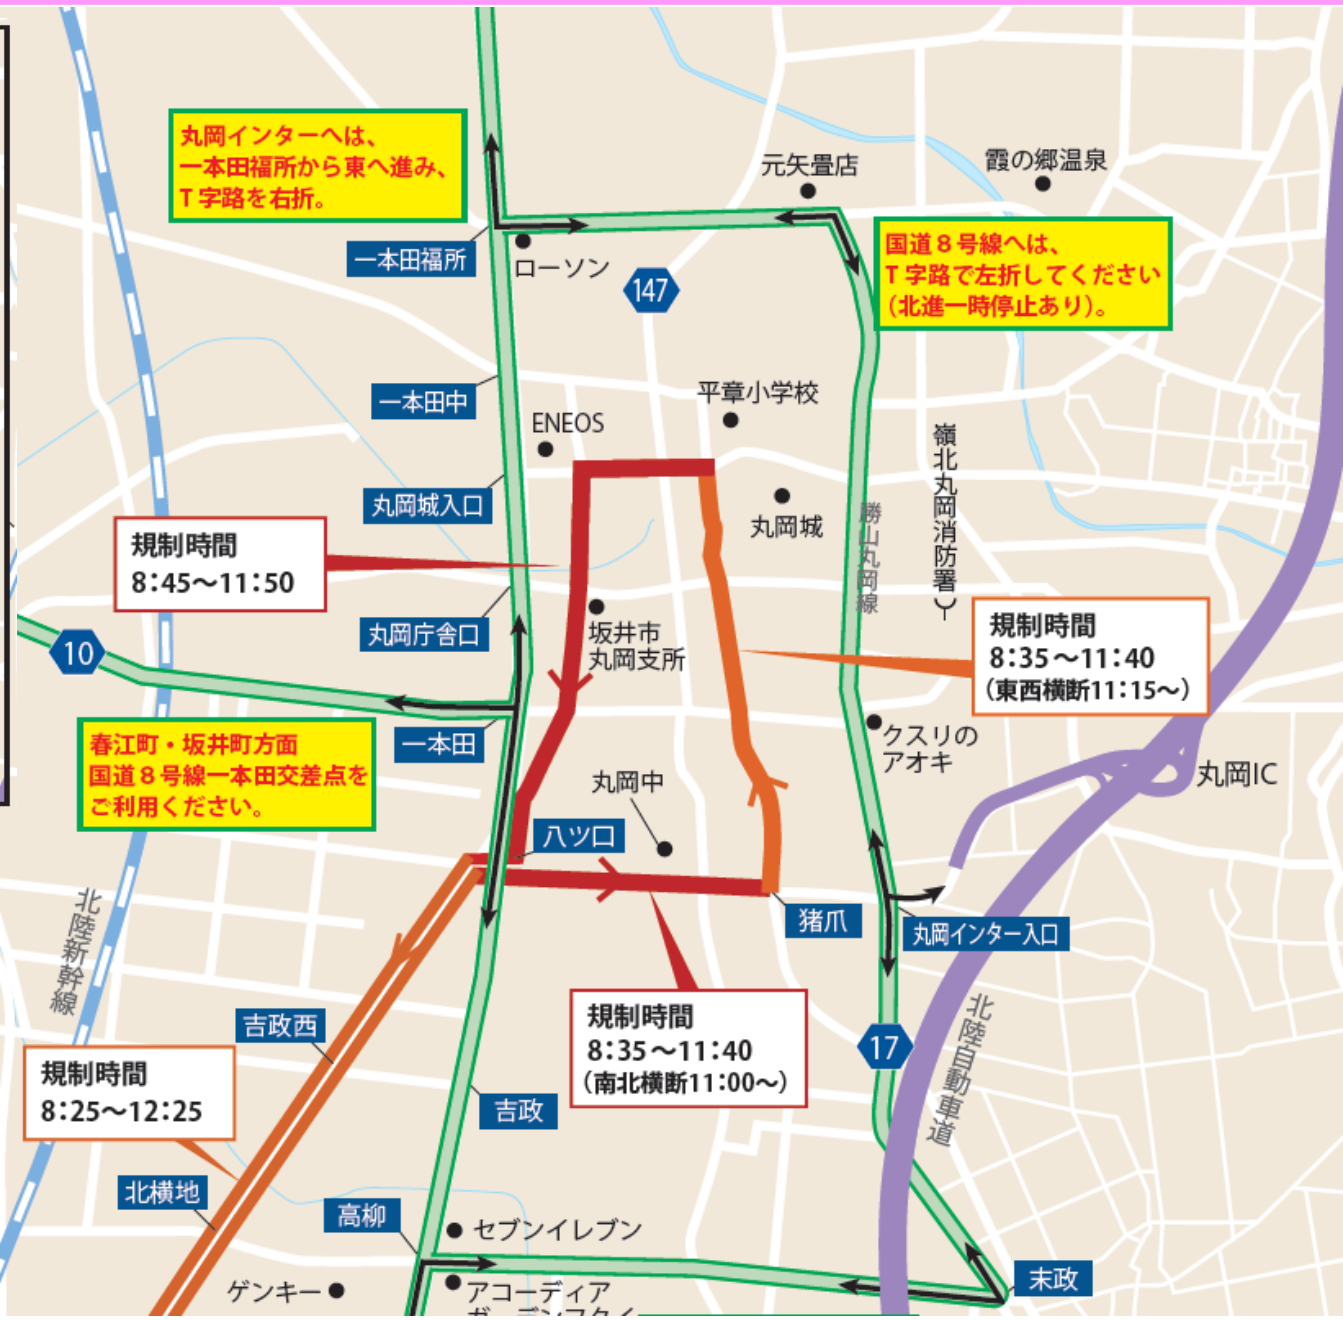 丸岡インターへは、
一本田福所から東へ進み、
T字路を右折。
元矢畳店
霞の郷温泉
一本田福所
ローソン
147
国道８号線へは、
T字路で左折してください
（北進一時停止あり）。
一本田中
ENEOS
平章小学校
丸岡城入口
丸岡城
勝山丸岡線
嶺北丸岡消防署
規制時間
8：45〜11：50
丸岡庁舎口
坂井市
丸岡支所
10
規制時間
8：35〜11：40
（東西横断11：15〜）
一本田
春江町・坂井町方面
国道８号線一本田交差点を
ご利用ください。
クスリの
アオキ
丸岡IC
丸岡中
八ツ口
猪爪
丸岡インター入口
北陸新幹線
吉政西
規制時間
8：35〜11：40
（南北横断11：00〜）
17
北陸自動車道
規制時間
8：25〜12：25
吉政
北横地
高柳
セブンイレブン
ゲンキー
アコーディア
末政